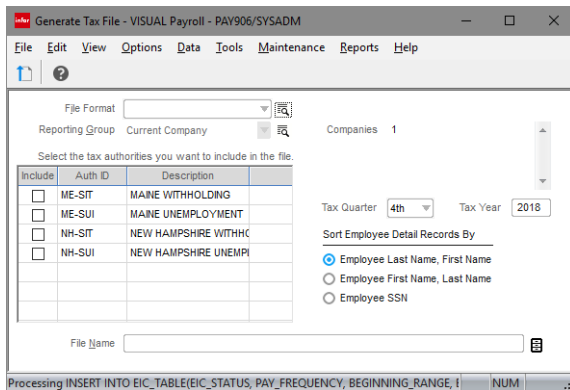 infor Generate Tax File - VISUAL Payroll - PAY906/SYSADM
File Edit View Options Data Tools Maintenance Reports Help
File Format
Reporting Group Current Company Companies 1
Select the tax authorities you want to include in the file.
Include Auth ID Description
ME-SIT MAINE WITHHOLDING
ME-SUI MAINE UNEMPLOYMENT Tax Quarter 4th Tax Year 2018
NH-SIT NEW HAMPSHIRE WITHHO
Sort Employee Detail Records By
NH-SUI NEW HAMPSHIRE UNEMPL
Employee Last Name, First Name
Employee First Name, Last Name
Employee SSN
File Name
Processing INSERT INTO EIC_TABLE(EIC_STATUS, PAY_FREQUENCY, BEGINNING_RANGE, E NUM